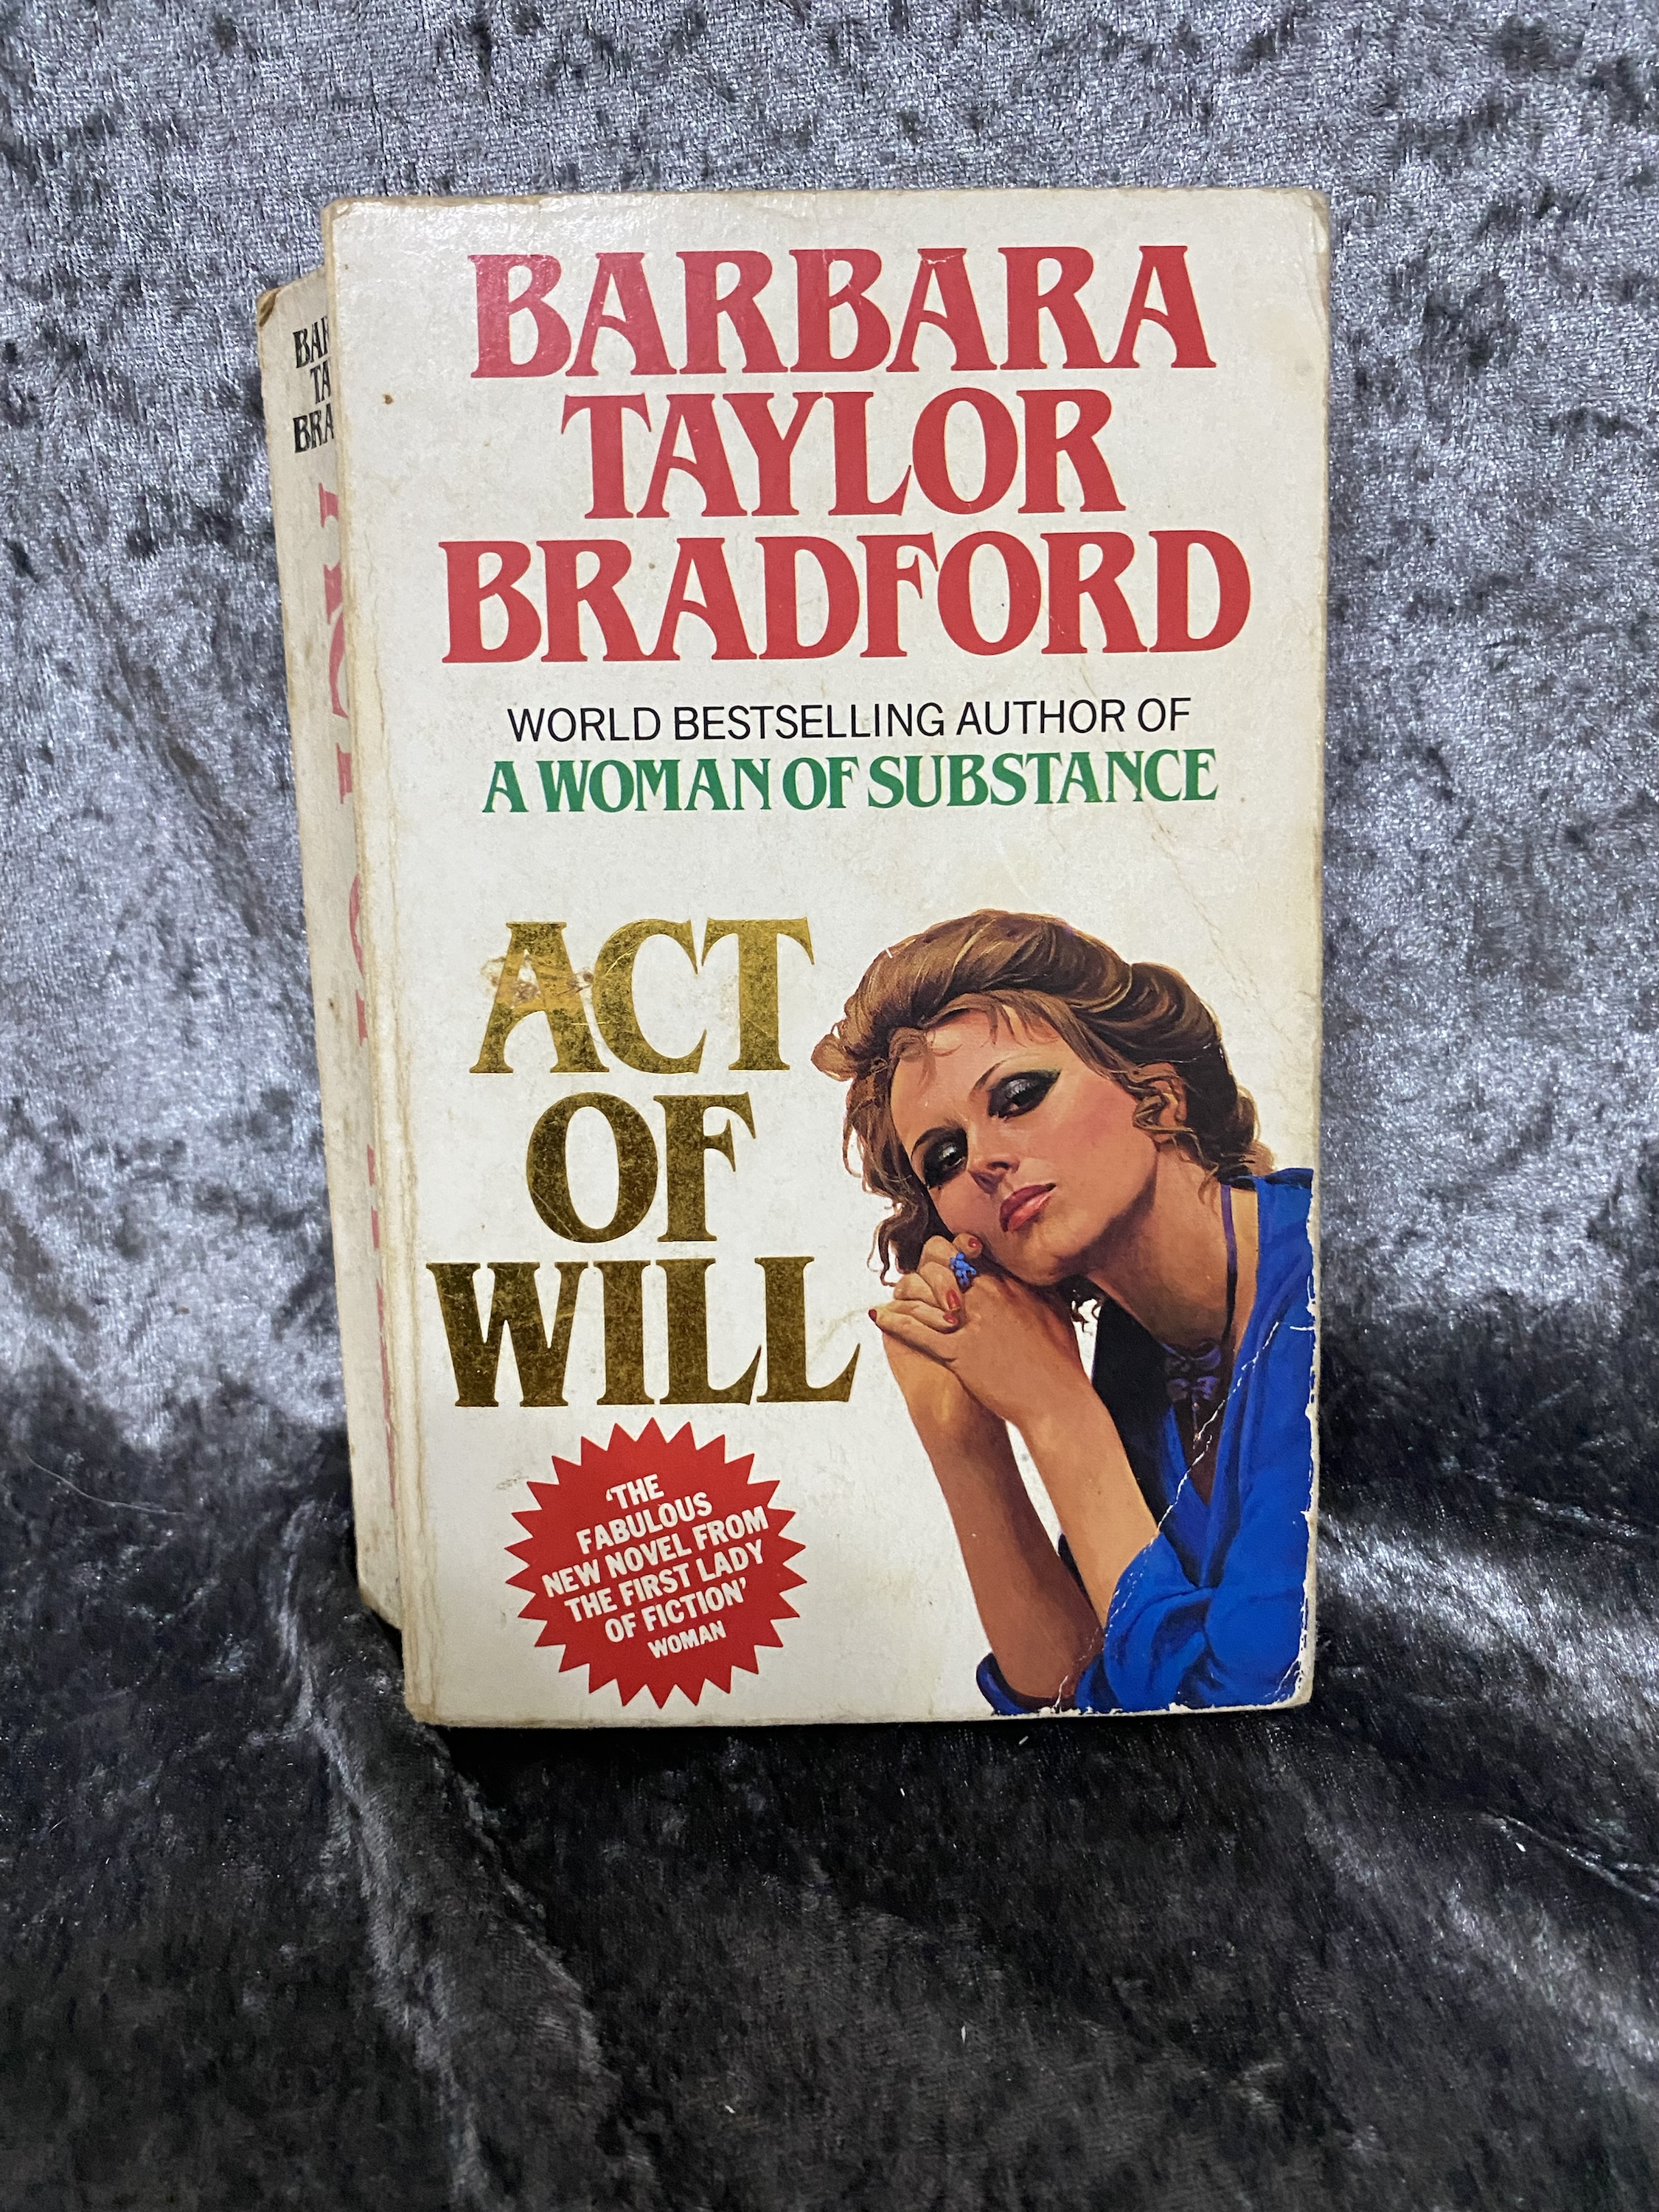 BARBARA
TAYLOR
BRADFORD
WORLD BESTSELLING AUTHOR OF
A WOMAN OF SUBSTANCE
ACT
OF
WILL
‘THE
FABULOUS
NEW NOVEL FROM
THE FIRST LADY
OF FICTION’
WOMAN
BAR
TA
BRA